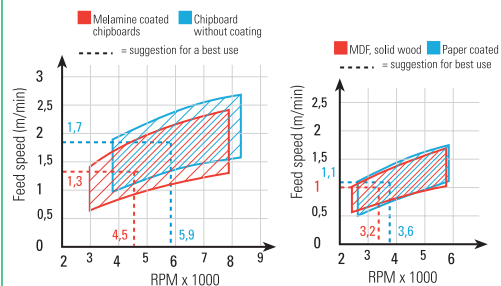 Melamine coated
chipboards
Chipboard
without coating
= suggestion for a best use
Feed speed (m/min)
3
2,5
2
1,7
1,5
1,3
1
0,5
0
4,5
5,9
2 3 4 5 6 7 8 9
RPM x 1000
MDF, solid wood
Paper coated
= suggestion for best use
Feed speed (m/min)
2,5
2
1,5
1,1
1
0,5
0
3,2
3,6
2 3 4 5 6
RPM x 1000